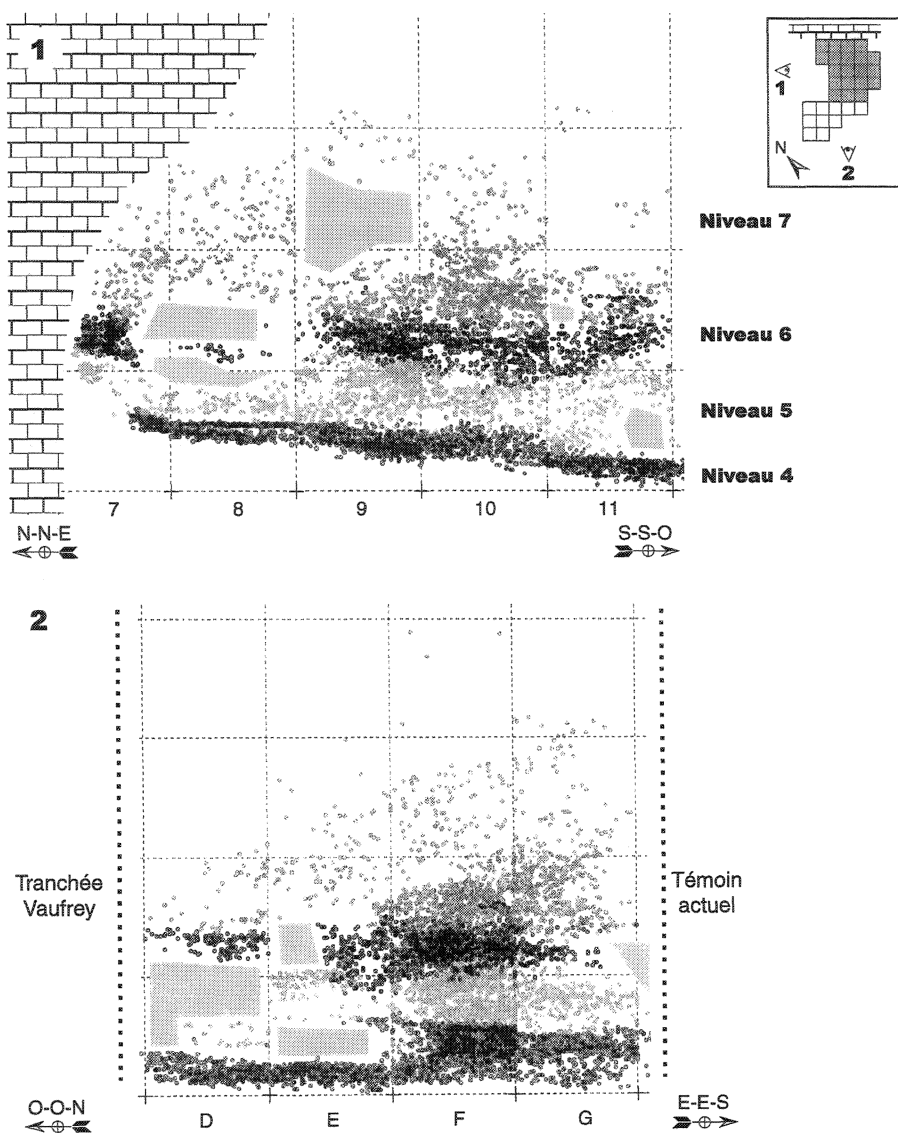 1
1
N
2
Niveau 7
Niveau 6
Niveau 5
Niveau 4
7 8 9 10 11
N-N-E S-S-O
2
Tranchée
Vaufrey
Témoin
actuel
O-O-N D E F G E-E-S